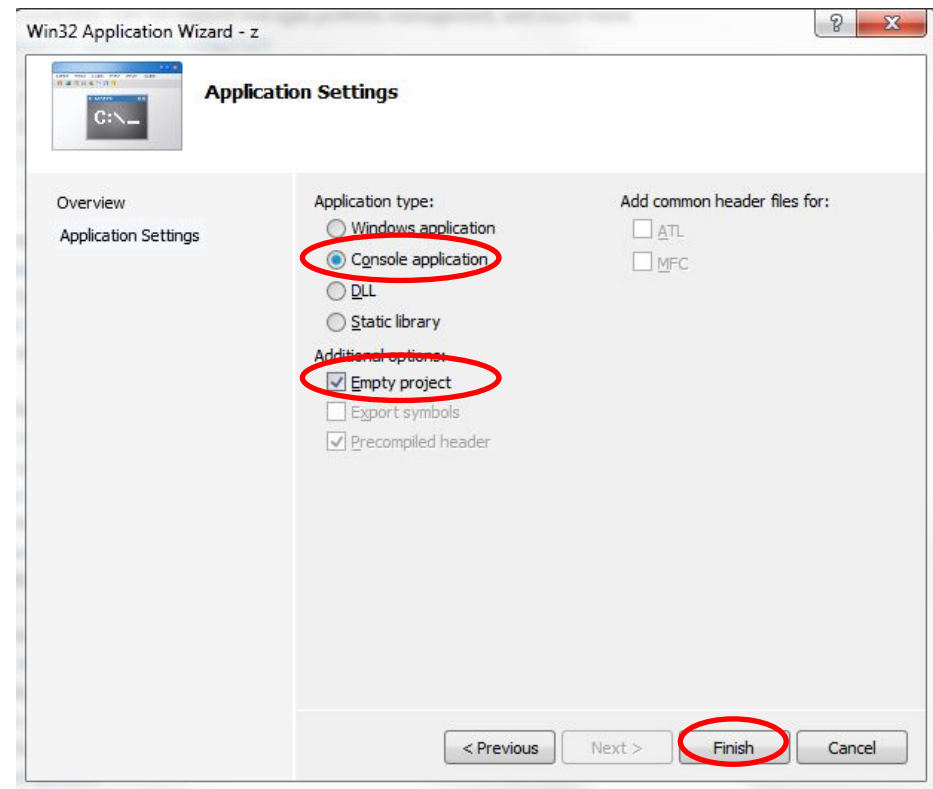 Win32 Application Wizard - z
C:\_
Application Settings
Overview
Application Settings
Application type:
Windows application
Console application
DLL
Static library
Additional options:
Empty project
Export symbols
Precompiled header
Add common header files for:
ATL
MFC
< Previous
Next >
Finish
Cancel